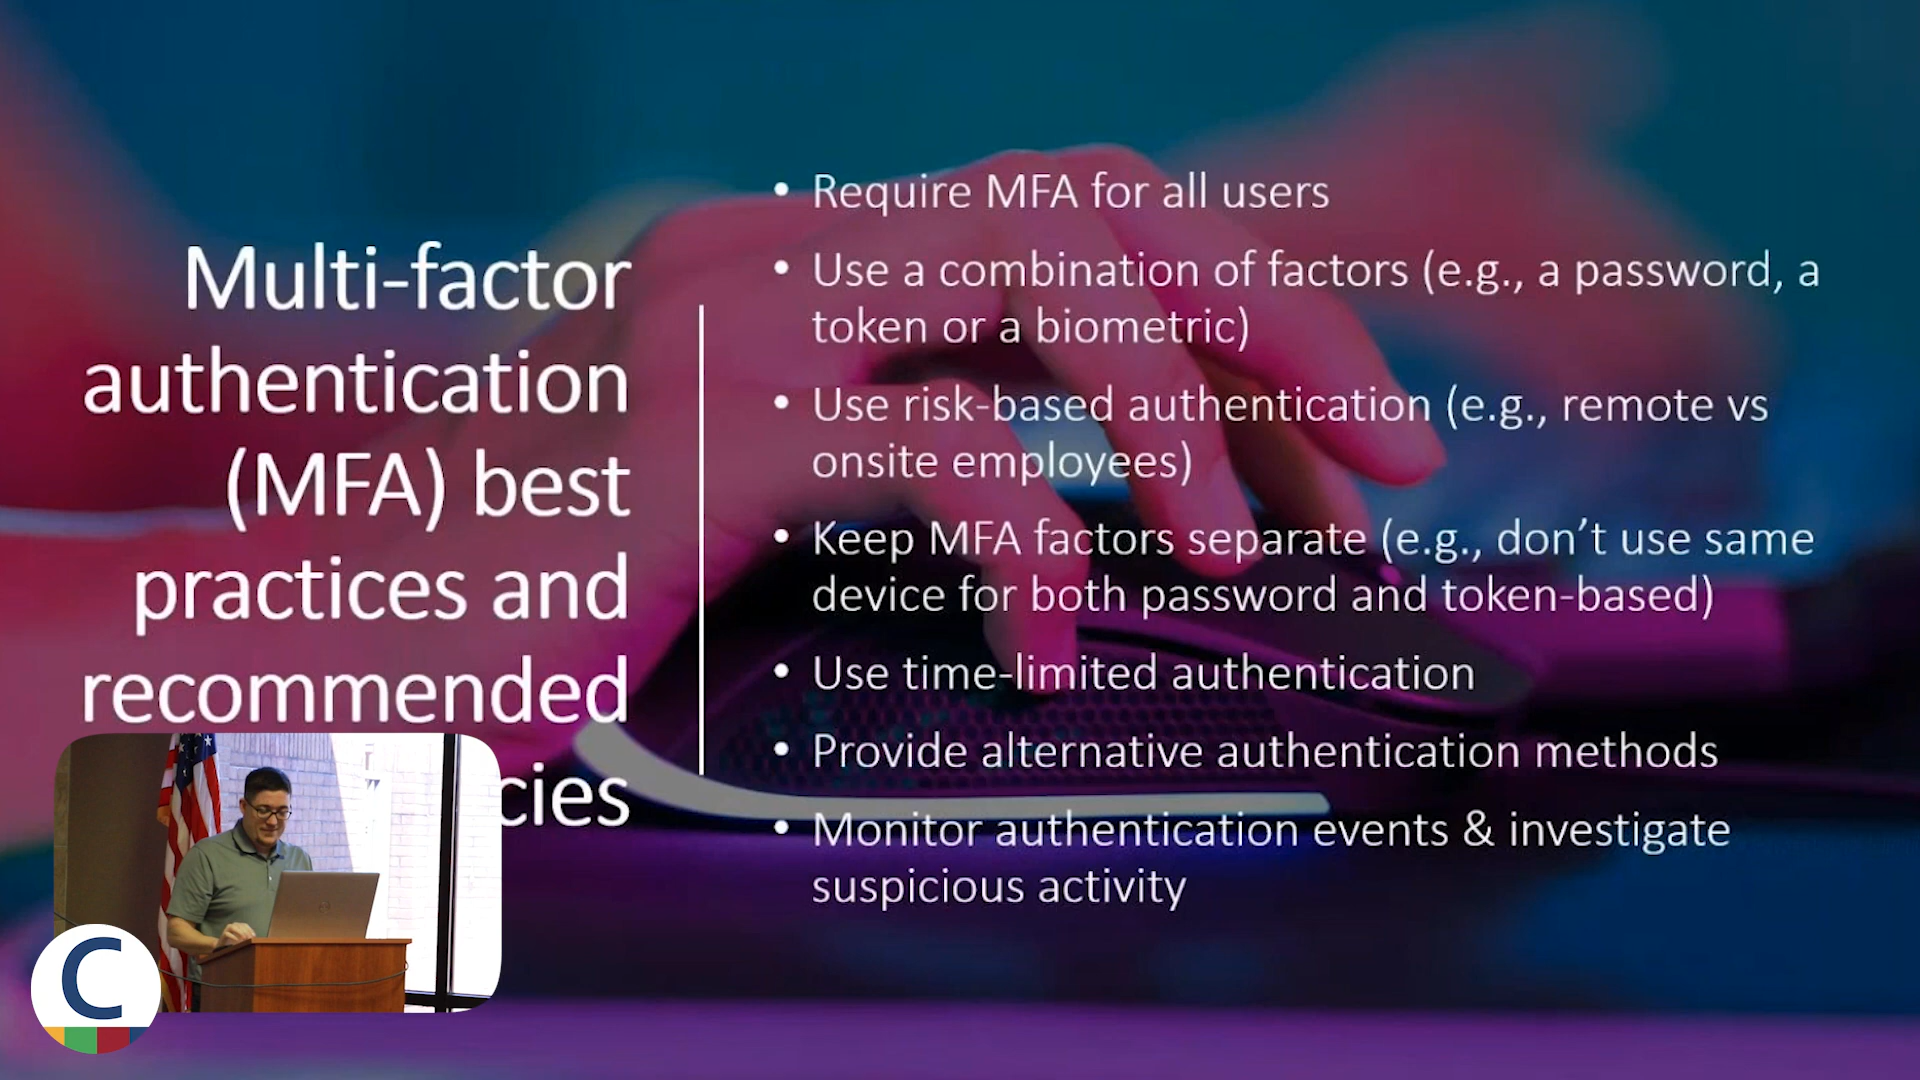 Multi-factor
authentication
(MFA) best
practices and
recommended
cies
• Require MFA for all users
• Use a combination of factors (e.g., a password, a
token or a biometric)
• Use risk-based authentication (e.g., remote vs
onsite employees)
• Keep MFA factors separate (e.g., don’t use same
device for both password and token-based)
• Use time-limited authentication
• Provide alternative authentication methods
• Monitor authentication events & investigate
suspicious activity
C